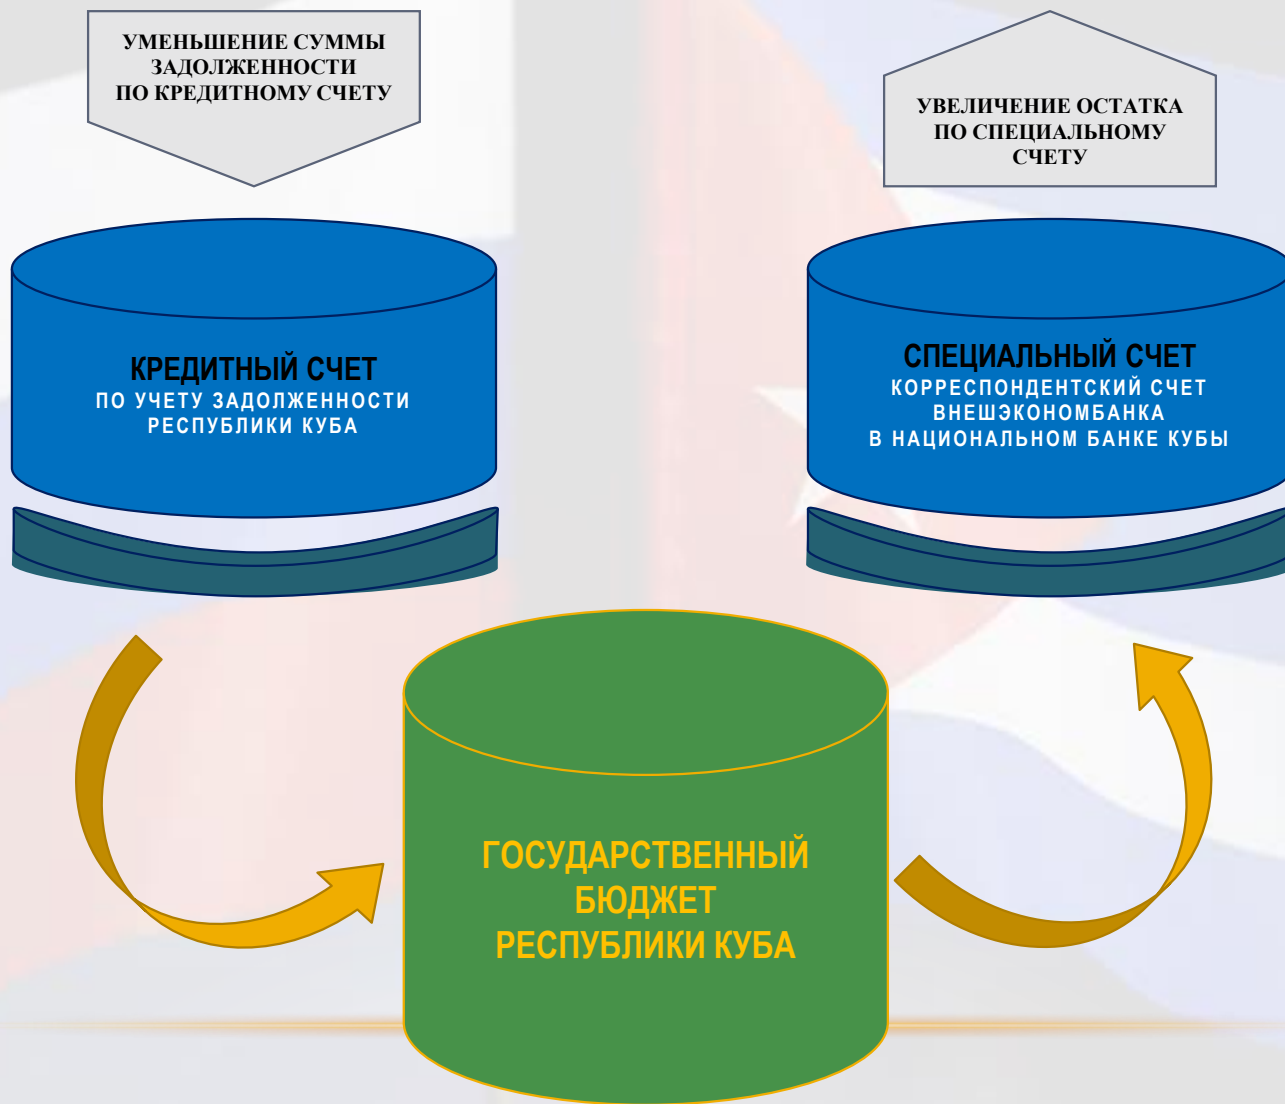 УМЕНЬШЕНИЕ СУММЫ
ЗАДОЛЖЕННОСТИ
ПО КРЕДИТНОМУ СЧЕТУ
УВЕЛИЧЕНИЕ ОСТАТКА
ПО СПЕЦИАЛЬНОМУ
СЧЕТУ
КРЕДИТНЫЙ СЧЕТ
ПО УЧЕТУ ЗАДОЛЖЕННОСТИ
РЕСПУБЛИКИ КУБА
СПЕЦИАЛЬНЫЙ СЧЕТ
КОРРЕСПОНДЕНТСКИЙ СЧЕТ
ВНЕШЭКОНОМБАНКА
В НАЦИОНАЛЬНОМ БАНКЕ КУБЫ
ГОСУДАРСТВЕННЫЙ
БЮДЖЕТ
РЕСПУБЛИКИ КУБА